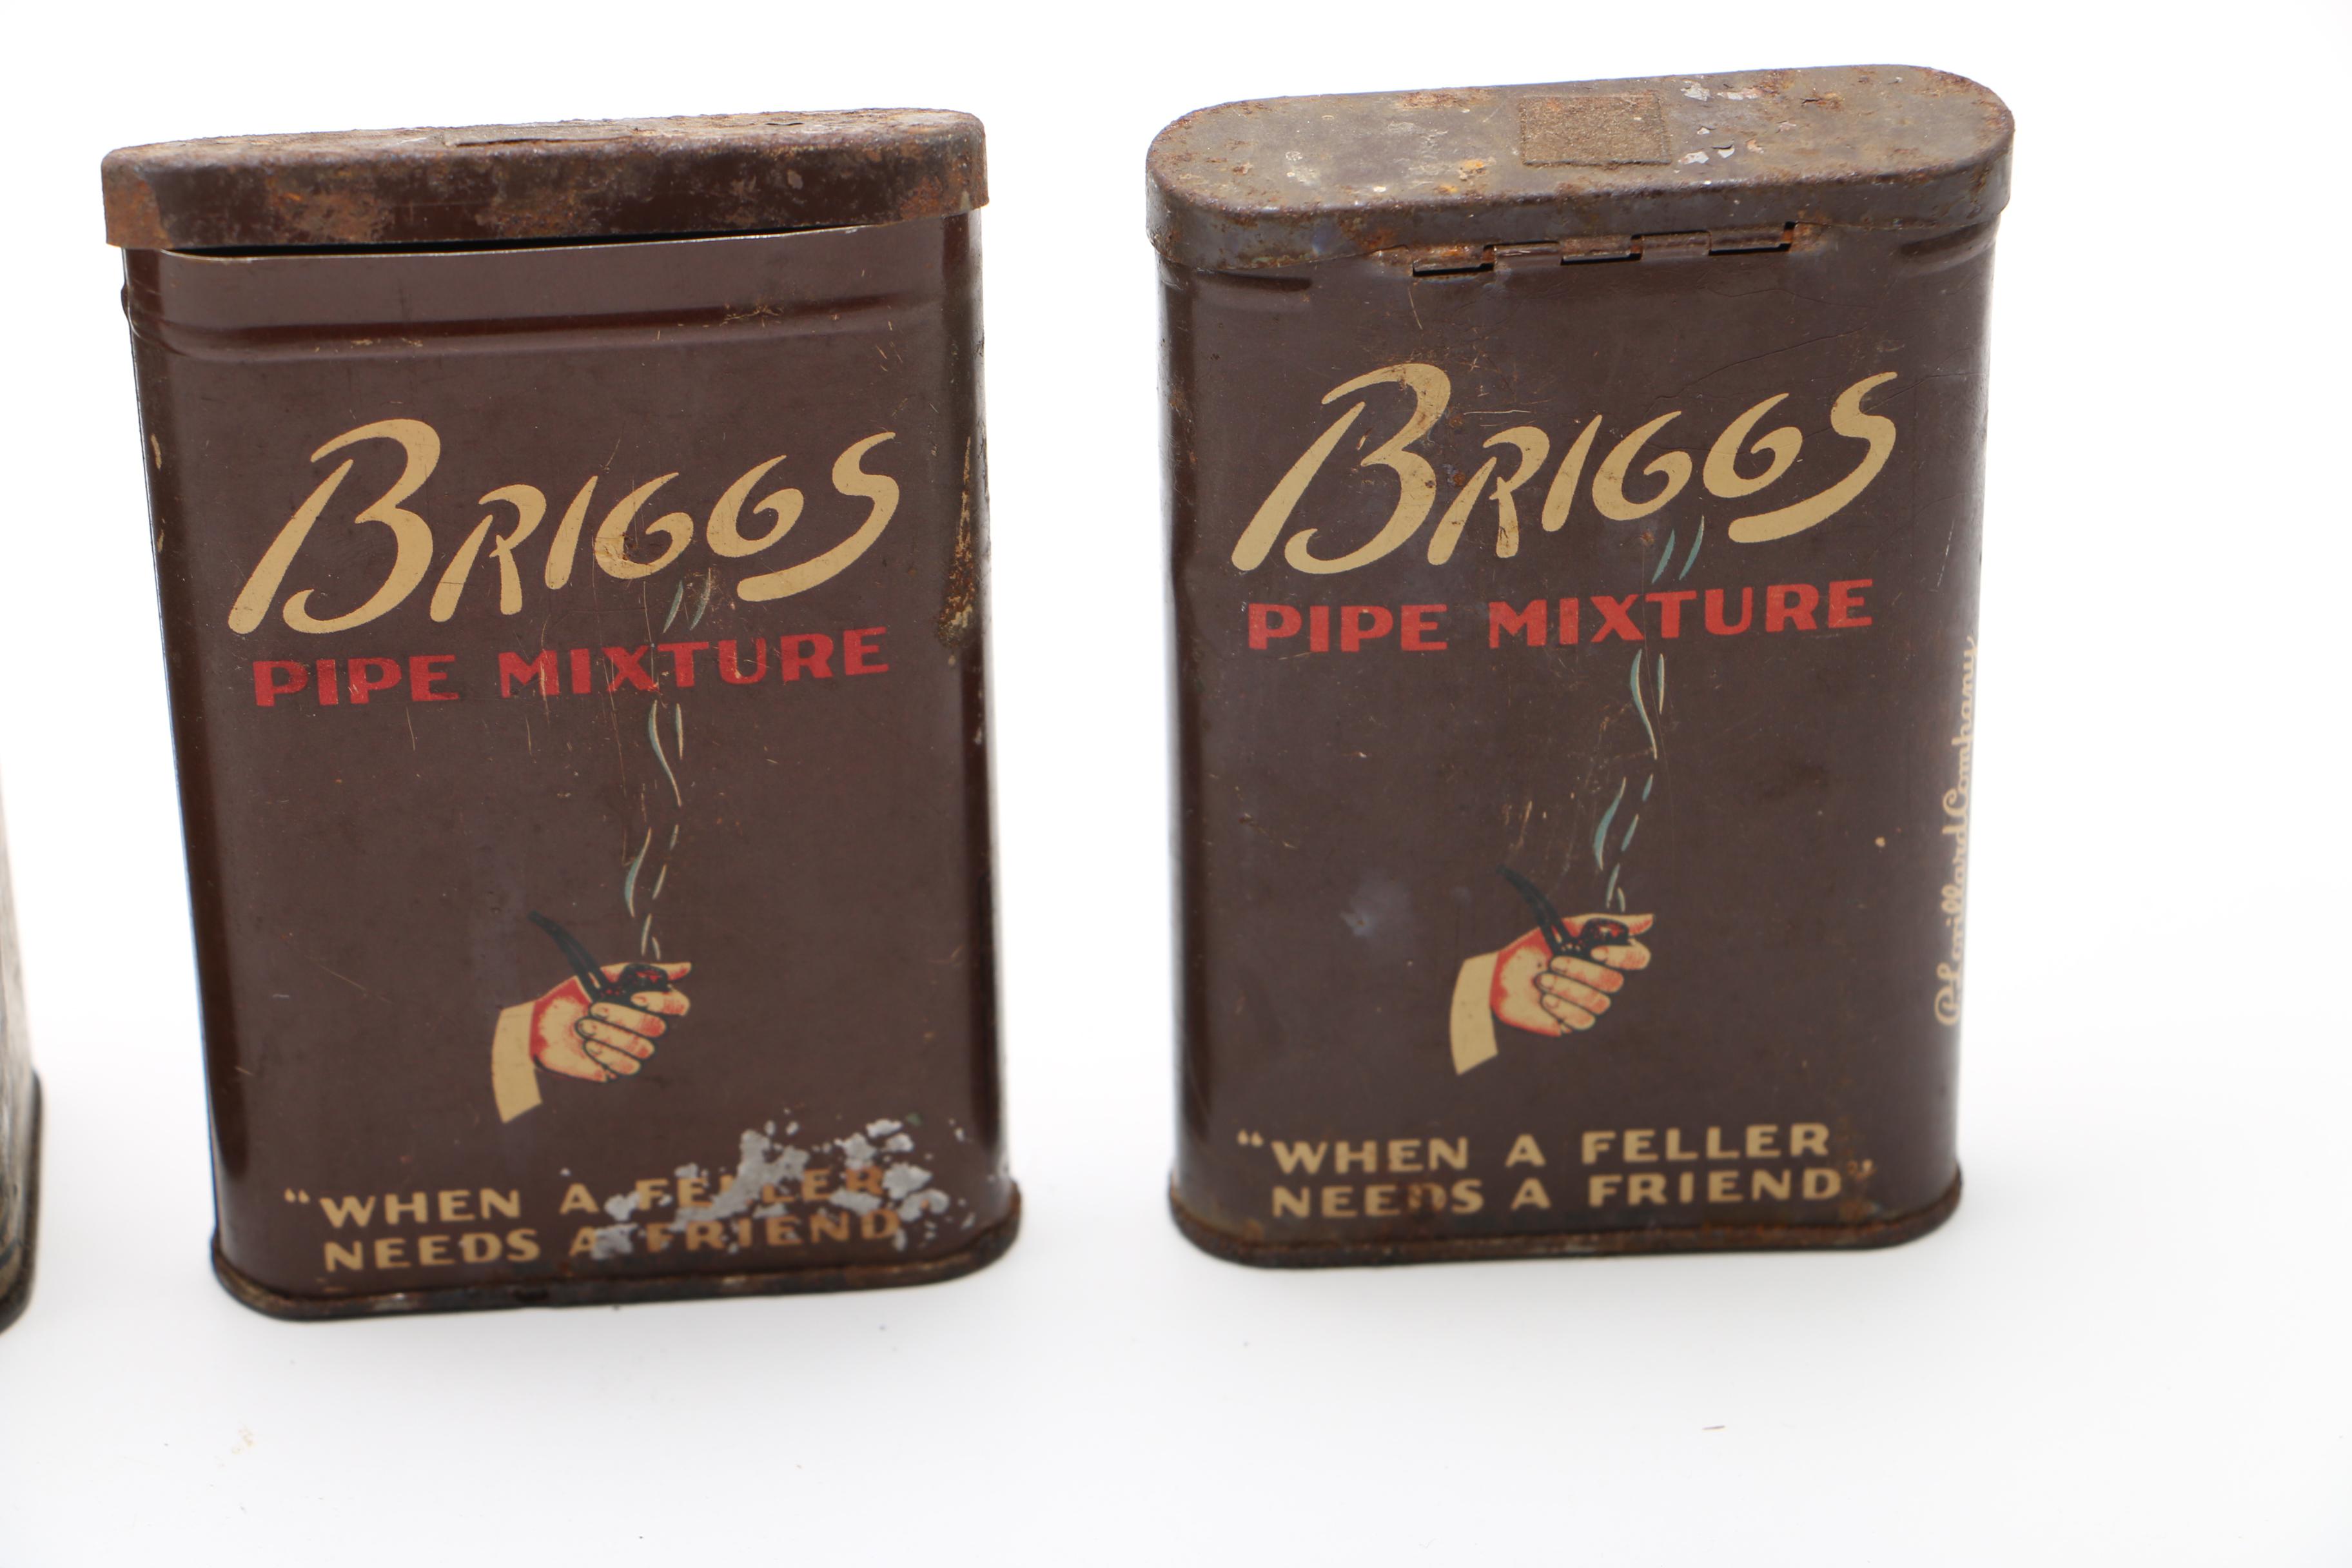 BRIGGS
PIPE MIXTURE
"WHEN A FELLER
NEEDS A FRIEND"
BRIGGS
PIPE MIXTURE
"WHEN A FELLER
NEEDS A FRIEND"
P. Lorillard Company